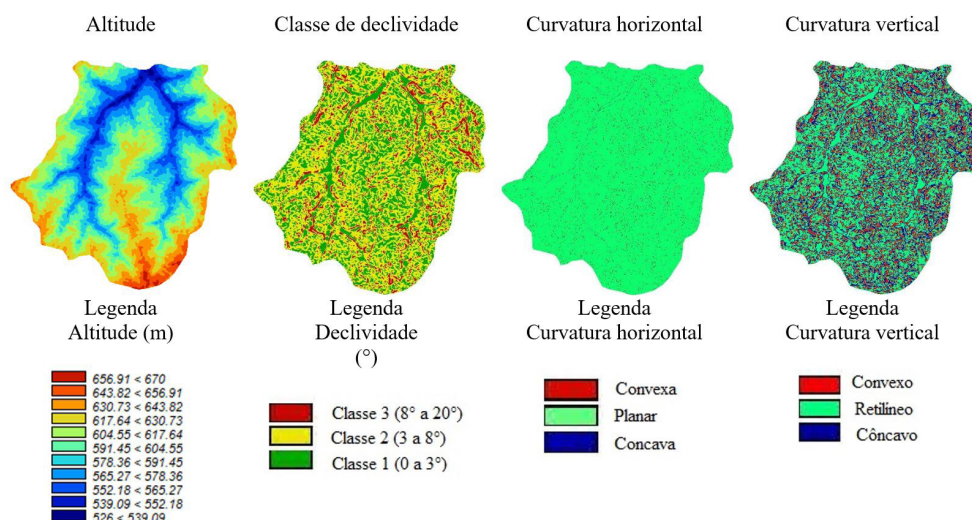 Altitude
Classe de declividade
Curvatura horizontal
Curvatura vertical
Legenda
Altitude (m)
656.91 < 670
643.82 < 656.91
630.73 < 643.82
617.64 < 630.73
604.55 < 617.64
591.45 < 604.55
578.36 < 591.45
565.27 < 578.36
552.18 < 565.27
539.09 < 552.18
526 < 539.09
Legenda
Declividade
(°)
Classe 3 (8° a 20°)
Classe 2 (3 a 8°)
Classe 1 (0 a 3°)
Legenda
Curvatura horizontal
Convexa
Planar
Concava
Legenda
Curvatura vertical
Convexo
Retilíneo
Côncavo